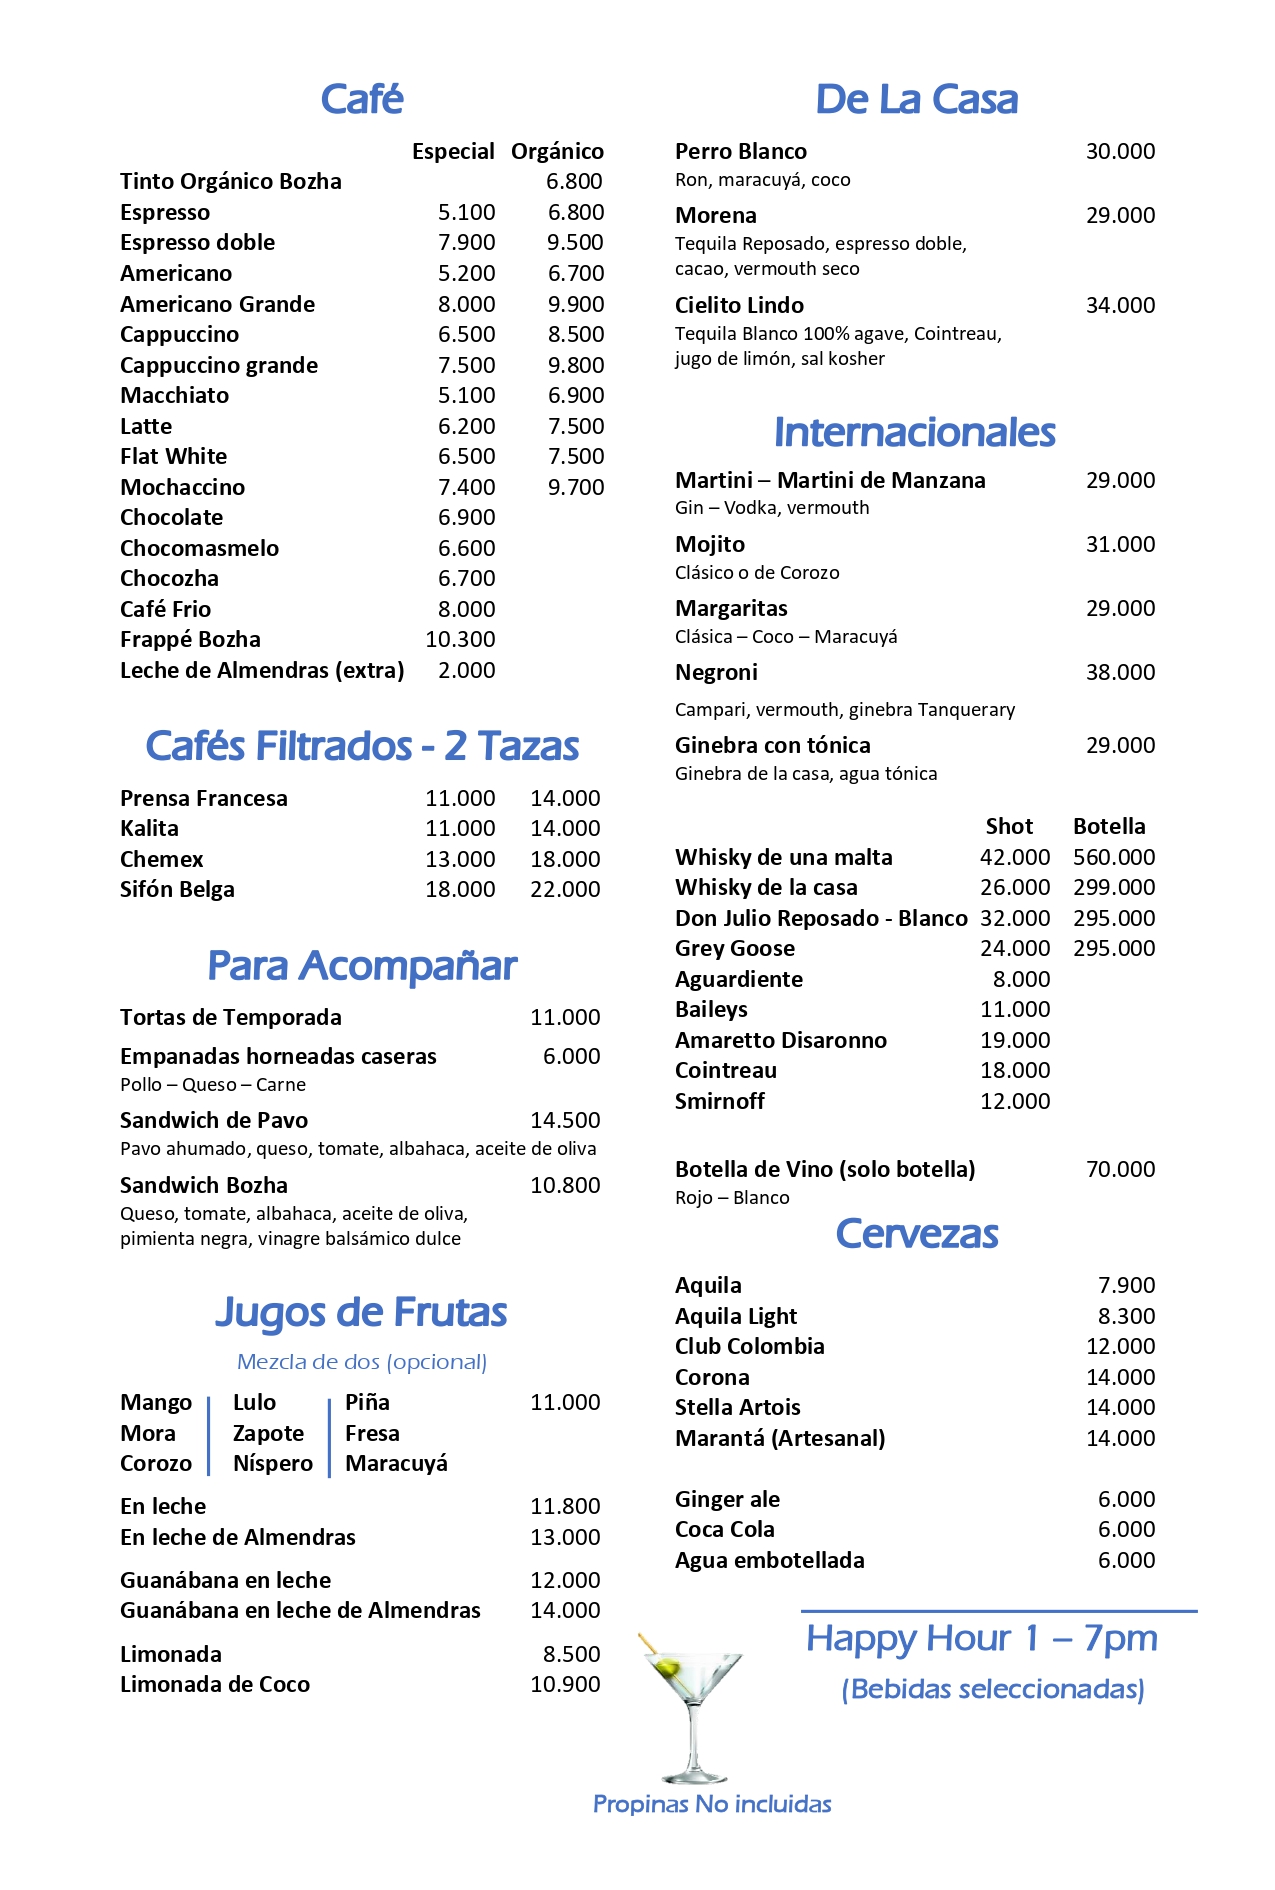 Café
Especial Orgánico
Tinto Orgánico Bozha 6.800
Espresso 5.100 6.800
Espresso doble 7.900 9.500
Americano 5.200 6.700
Americano Grande 8.000 9.900
Cappuccino 6.500 8.500
Cappuccino grande 7.500 9.800
Macchiato 5.100 6.900
Latte 6.200 7.500
Flat White 6.500 7.500
Mochaccino 7.400 9.700
Chocolate 6.900
Chocomasmelo 6.600
Chocozha 6.700
Café Frio 8.000
Frappé Bozha 10.300
Leche de Almendras (extra) 2.000
Cafés Filtrados - 2 Tazas
Prensa Francesa 11.000 14.000
Kalita 11.000 14.000
Chemex 13.000 18.000
Sifón Belga 18.000 22.000
Para Acompañar
Tortas de Temporada 11.000
Empanadas horneadas caseras 6.000
Pollo – Queso – Carne
Sandwich de Pavo 14.500
Pavo ahumado, queso, tomate, albahaca, aceite de oliva
Sandwich Bozha 10.800
Queso, tomate, albahaca, aceite de oliva,
pimienta negra, vinagre balsámico dulce
Jugos de Frutas
Mezcla de dos (opcional)
Mango Lulo Piña 11.000
Mora Zapote Fresa
Corozo Níspero Maracuyá
En leche 11.800
En leche de Almendras 13.000
Guanábana en leche 12.000
Guanábana en leche de Almendras 14.000
Limonada 8.500
Limonada de Coco 10.900
De La Casa
Perro Blanco 30.000
Ron, maracuyá, coco
Morena 29.000
Tequila Reposado, espresso doble,
cacao, vermouth seco
Cielito Lindo 34.000
Tequila Blanco 100% agave, Cointreau,
jugo de limón, sal kosher
Internacionales
Martini – Martini de Manzana 29.000
Gin – Vodka, vermouth
Mojito 31.000
Clásico o de Corozo
Margaritas 29.000
Clásica – Coco – Maracuyá
Negroni 38.000
Campari, vermouth, ginebra Tanquerary
Ginebra con tónica 29.000
Ginebra de la casa, agua tónica
Shot Botella
Whisky de una malta 42.000 560.000
Whisky de la casa 26.000 299.000
Don Julio Reposado - Blanco 32.000 295.000
Grey Goose 24.000 295.000
Aguardiente 8.000
Baileys 11.000
Amaretto Disaronno 19.000
Cointreau 18.000
Smirnoff 12.000
Botella de Vino (solo botella) 70.000
Rojo – Blanco
Cervezas
Aquila 7.900
Aquila Light 8.300
Club Colombia 12.000
Corona 14.000
Stella Artois 14.000
Marantá (Artesanal) 14.000
Ginger ale 6.000
Coca Cola 6.000
Agua embotellada 6.000
Happy Hour 1 – 7pm
(Bebidas seleccionadas)
Propinas No incluidas